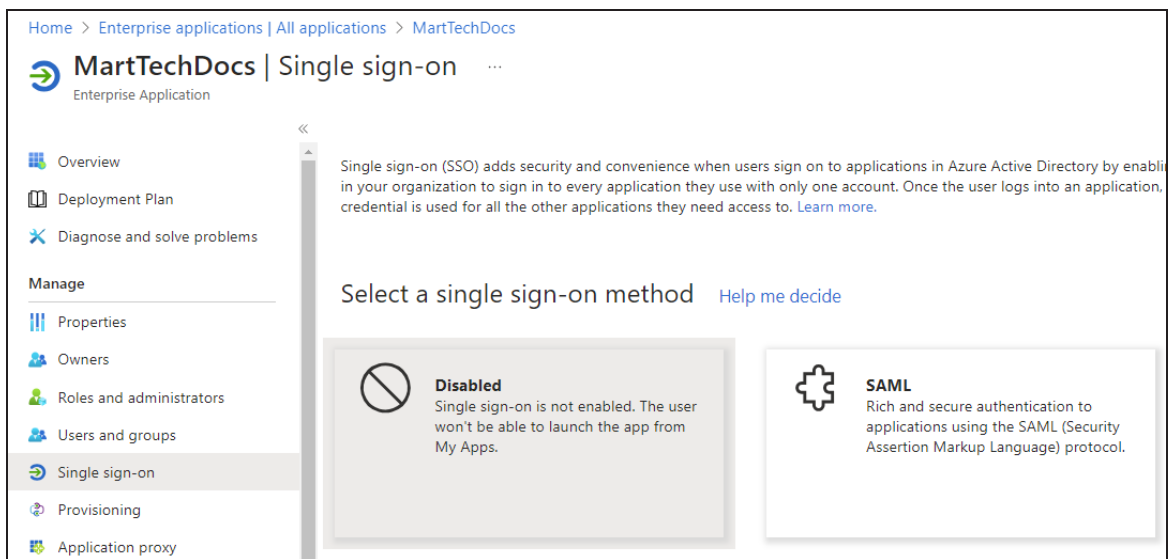 Home > Enterprise applications | All applications > MartTechDocs
MartTechDocs | Single sign-on ...
Enterprise Application
«
Overview
Deployment Plan
Diagnose and solve problems
Manage
Properties
Owners
Roles and administrators
Users and groups
Single sign-on
Provisioning
Application proxy
Single sign-on (SSO) adds security and convenience when users sign on to applications in Azure Active Directory by
in your organization to sign in to every application they use with only one account. Once the user logs into an application,
credential is used for all the other applications they need access to. Learn more.
Select a single sign-on method Help me decide
Disabled
Single sign-on is not enabled. The user
won't be able to launch the app from
My Apps.
SAML
Rich and secure authentication to
applications using the SAML (Security
Assertion Markup Language) protocol.